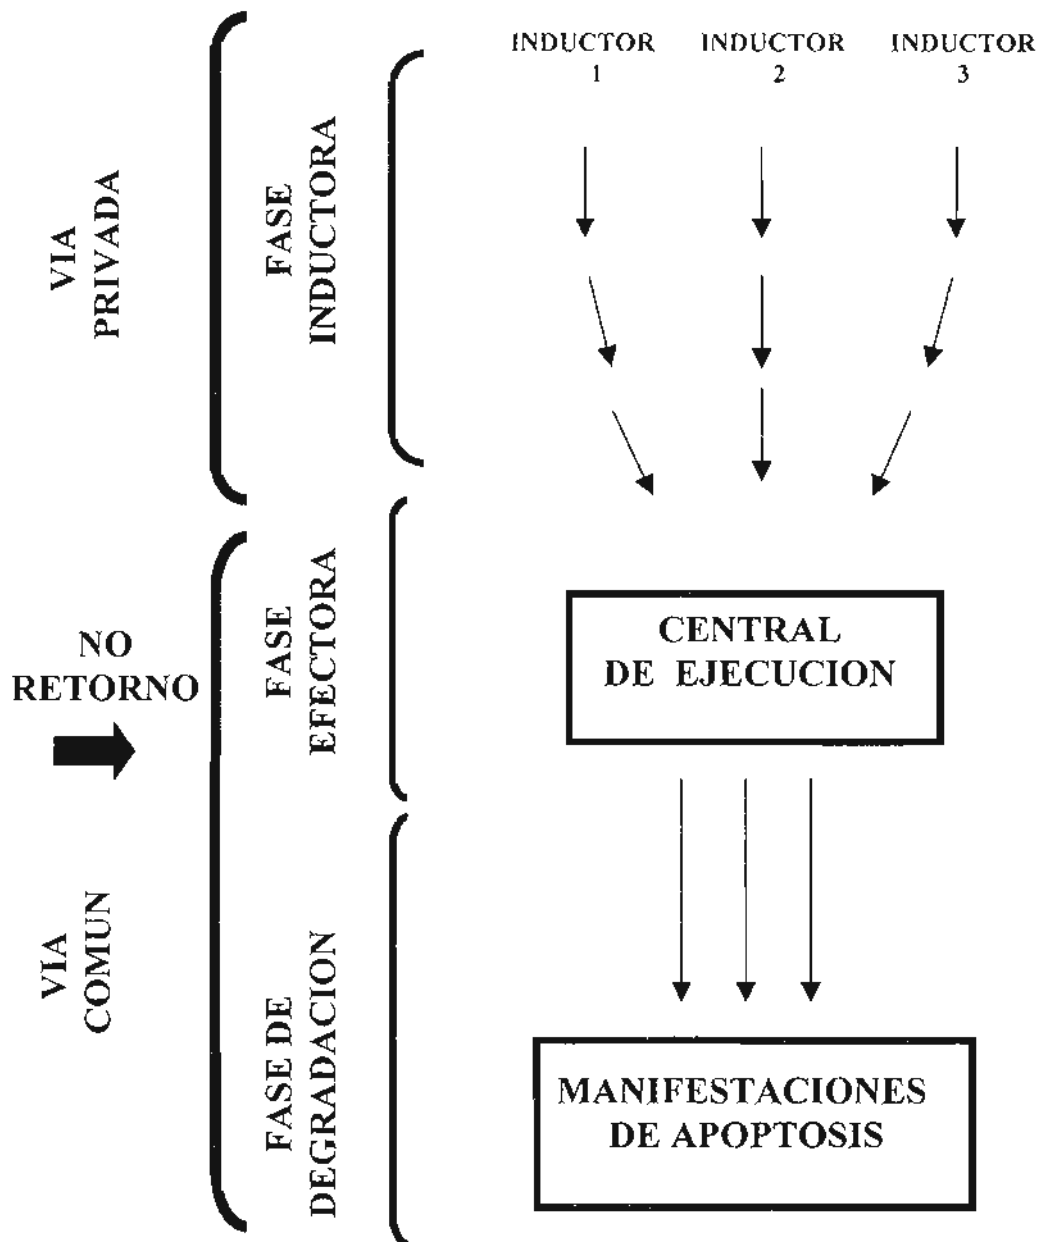 INDUCTOR
1
INDUCTOR
2
INDUCTOR
3
VIA
PRIVADA
FASE
INDUCTORA
NO
RETORNO
FASE
EFECTORA
CENTRAL
DE EJECUCION
VIA
COMUN
FASE DE
DEGRADACION
MANIFESTACIONES
DE APOPTOSIS